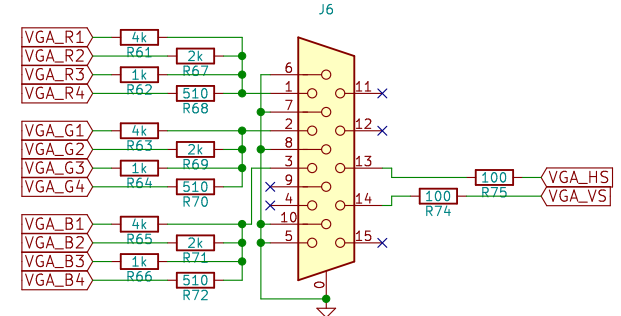 J6
VGA_R1 4k R61
VGA_R2 2k R67
VGA_R3 1k R62
VGA_R4 510 R68
VGA_G1 4k R63
VGA_G2 2k R69
VGA_G3 1k R64
VGA_G4 510 R70
VGA_B1 4k R65
VGA_B2 2k R71
VGA_B3 1k R66
VGA_B4 510 R72
6
1 11
7
2 12
8
3 13
9
4 14
10
5 15
0
100 R75 VGA_HS
100 R74 VGA_VS